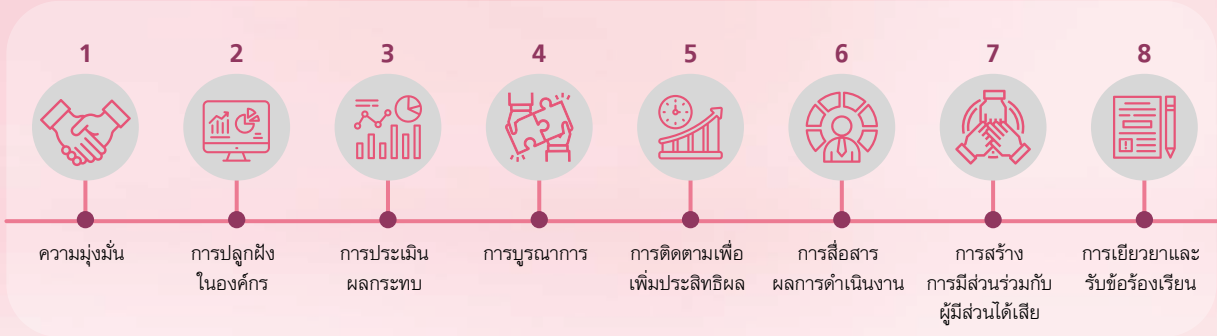 1
ความมุ่งมั่น
2
การปลูกฝัง
ในองค์กร
3
การประเมิน
ผลกระทบ
4
การบูรณาการ
5
การติดตามเพื่อ
เพิ่มประสิทธิผล
6
การสื่อสาร
ผลการดำเนินงาน
7
การสร้าง
การมีส่วนร่วมกับ
ผู้มีส่วนได้เสีย
8
การเยียวยาและ
รับข้อร้องเรียน